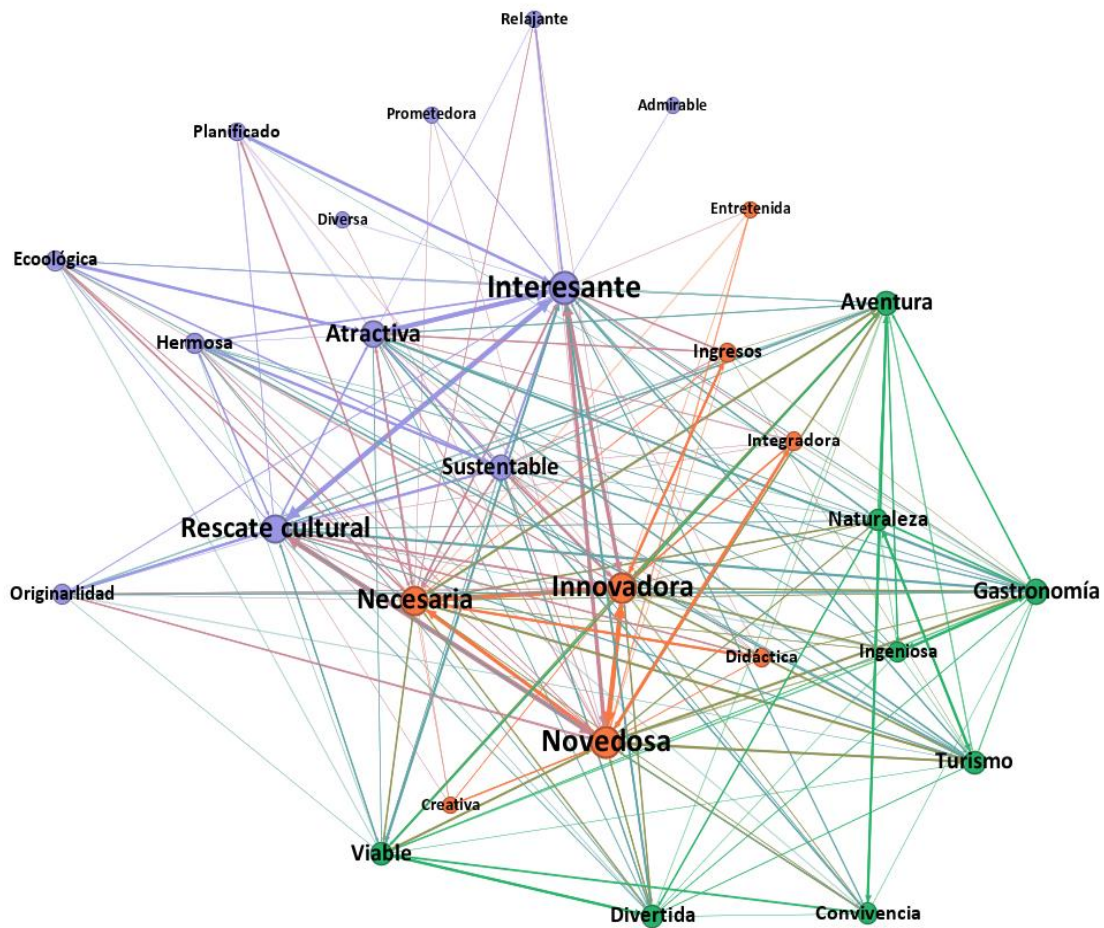 Relajante
Prometedora
Admirable
Planificado
Diversa
Entretenida
Ecoológica
Interesante
Aventura
Hermosa
Atractiva
Ingresos
Integradora
Sustentable
Rescate cultural
Naturaleza
Originarlidad
Necesaria
Innovadora
Gastronomía
Didáctica
Ingeniosa
Novedosa
Turismo
Creativa
Viable
Divertida
Convivencia